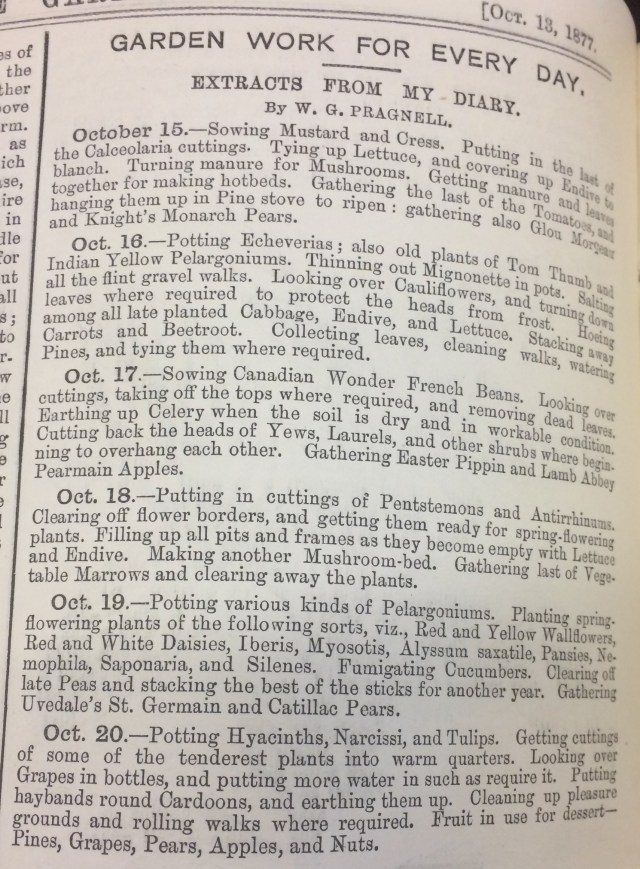 [Oct. 13, 1877.
GARDEN WORK FOR EVERY DAY.
EXTRACTS FROM MY DIARY.
By W. G. PRAGNELL.
October 15.—Sowing Mustard and Cress. Putting in the last of
the Calceolaria cuttings. Tying up Lettuce, and covering up Endive to
blanch. Turning manure for Mushrooms. Getting manure and leaves
together for making hotbeds. Gathering the last of the Tomatoes, and
hanging them up in Pine stove to ripen: gathering also Glou Morceau
and Knight's Monarch Pears.
Oct. 16.—Potting Echeverias; also old plants of Tom Thumb and
Indian Yellow Pelargoniums. Thinning out Mignonette in pots. Salting
all the flint gravel walks. Looking over Cauliflowers, and turning down
leaves where required to protect the heads from frost. Hoeing
among all late planted Cabbage, Endive, and Lettuce. Stacking away
Carrots and Beetroot. Collecting leaves, cleaning walks, watering
Pines, and tying them where required.
Oct. 17.—Sowing Canadian Wonder French Beans. Looking over
cuttings, taking off the tops where required, and removing dead leaves.
Earthing up Celery when the soil is dry and in workable condition.
Cutting back the heads of Yews, Laurels, and other shrubs where begin-
ning to overhang each other. Gathering Easter Pippin and Lamb Abbey
Pearmain Apples.
Oct. 18.—Putting in cuttings of Pentstemons and Antirrhinums.
Clearing off flower borders, and getting them ready for spring-flowering
plants. Filling up all pits and frames as they become empty with Lettuce
and Endive. Making another Mushroom-bed. Gathering last of Vege-
table Marrows and clearing away the plants.
Oct. 19.—Potting various kinds of Pelargoniums. Planting spring-
flowering plants of the following sorts, viz., Red and Yellow Wallflowers,
Red and White Daisies, Iberis, Myosotis, Alyssum saxatile, Pansies, Ne-
mophila, Saponaria, and Silenes. Fumigating Cucumbers. Clearing off
late Peas and stacking the best of the sticks for another year. Gathering
Uvedale's St. Germain and Catillac Pears.
Oct. 20.—Potting Hyacinths, Narcissi, and Tulips. Getting cuttings
of some of the tenderest plants into warm quarters. Looking over
Grapes in bottles, and putting more water in such as require it. Putting
haybands round Cardoons, and earthing them up. Cleaning up pleasure
grounds and rolling walks where required. Fruit in use for dessert—
Pines, Grapes, Pears, Apples, and Nuts.